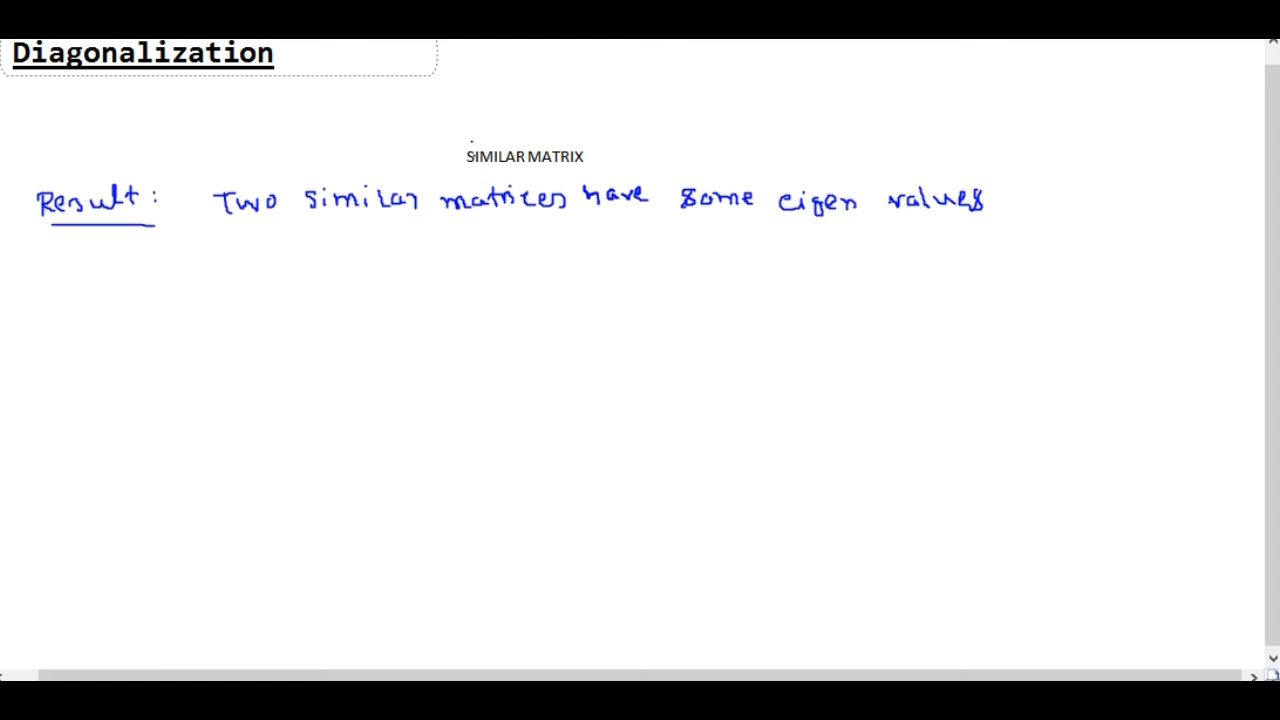 Diagonalization
SIMILAR MATRIX
Result: Two similar matrices have same eigen values